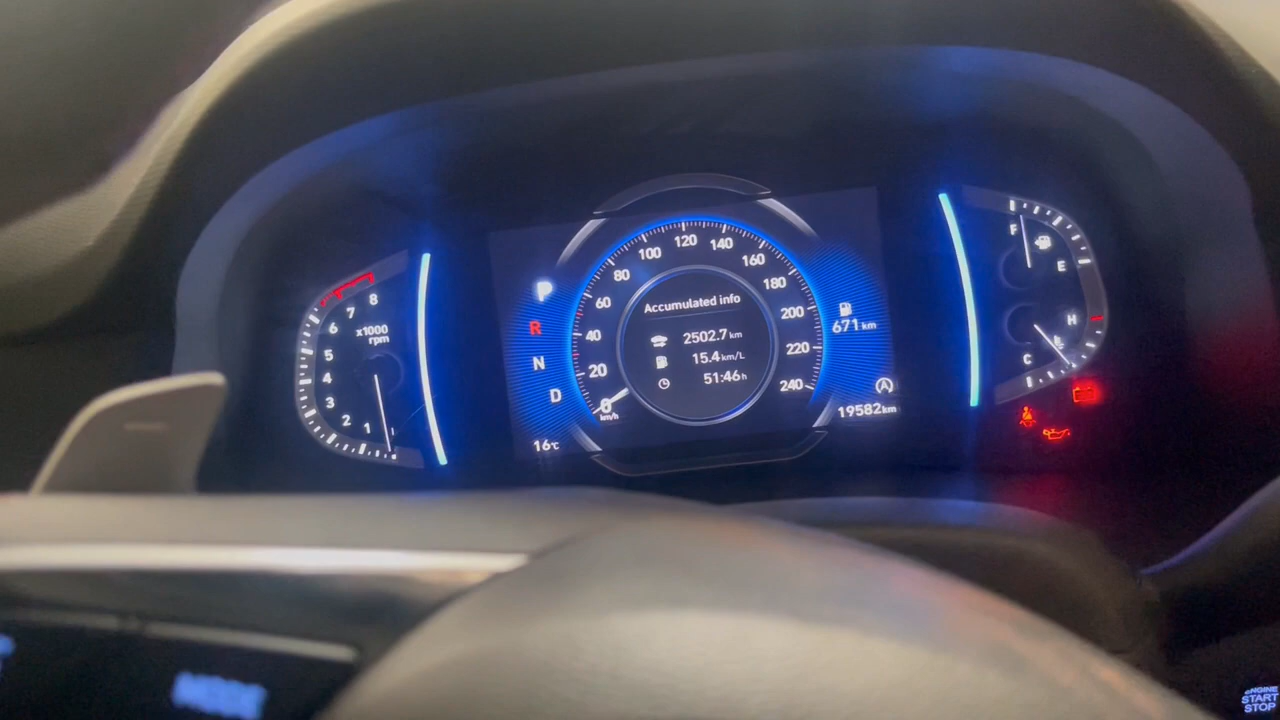 8
7
6
5
4
3
2
1
x1000
rpm
P
R
N
D
16℃
0
20
40
60
80
100
120
140
160
180
200
220
240
km/h
Accumulated info
2502.7 km
15.4 km/L
51:46 h
671 km
19582 km
F
E
H
C
ENGINE
START
STOP